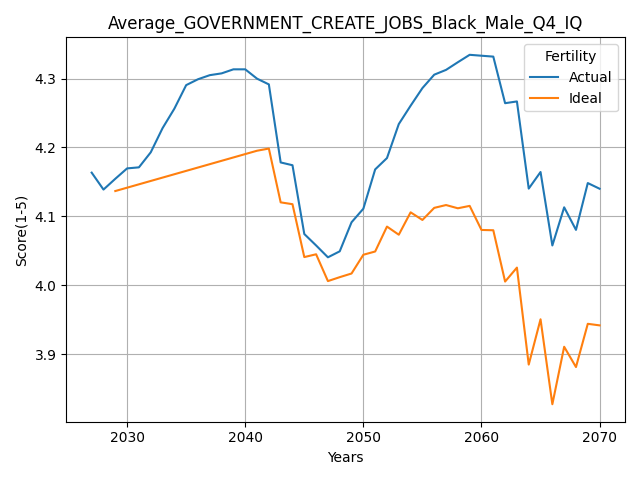 Average_GOVERNMENT_CREATE_JOBS_Black_Male_Q4_IQ
Fertility
Actual
Ideal
Score(1-5)
4.3
4.2
4.1
4.0
3.9
2030 2040 2050 2060 2070
Years